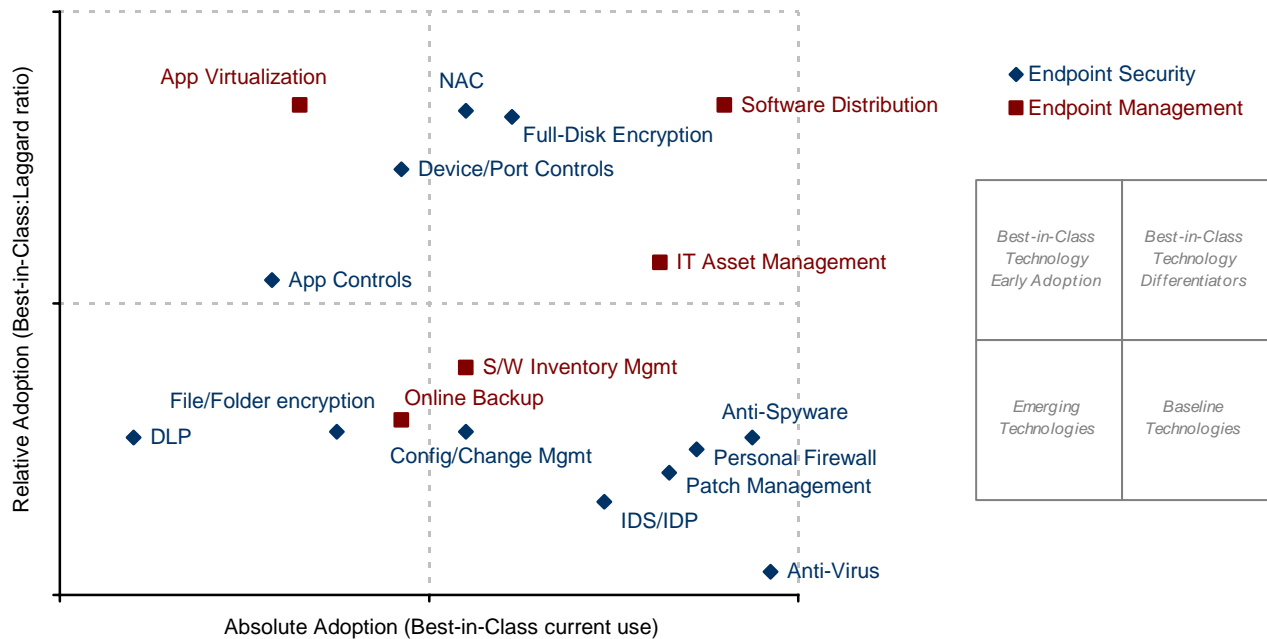 App Virtualization
NAC
Software Distribution
Full-Disk Encryption
Device/Port Controls
IT Asset Management
App Controls
S/W Inventory Mgmt
File/Folder encryption
Online Backup
Anti-Spyware
DLP
Config/Change Mgmt
Personal Firewall
Patch Management
IDS/IDP
Anti-Virus
Relative Adoption (Best-in-Class:Laggard ratio)
Absolute Adoption (Best-in-Class current use)
Endpoint Security
Endpoint Management
Best-in-Class
Technology
Early Adoption
Best-in-Class
Technology
Differentiators
Emerging
Technologies
Baseline
Technologies